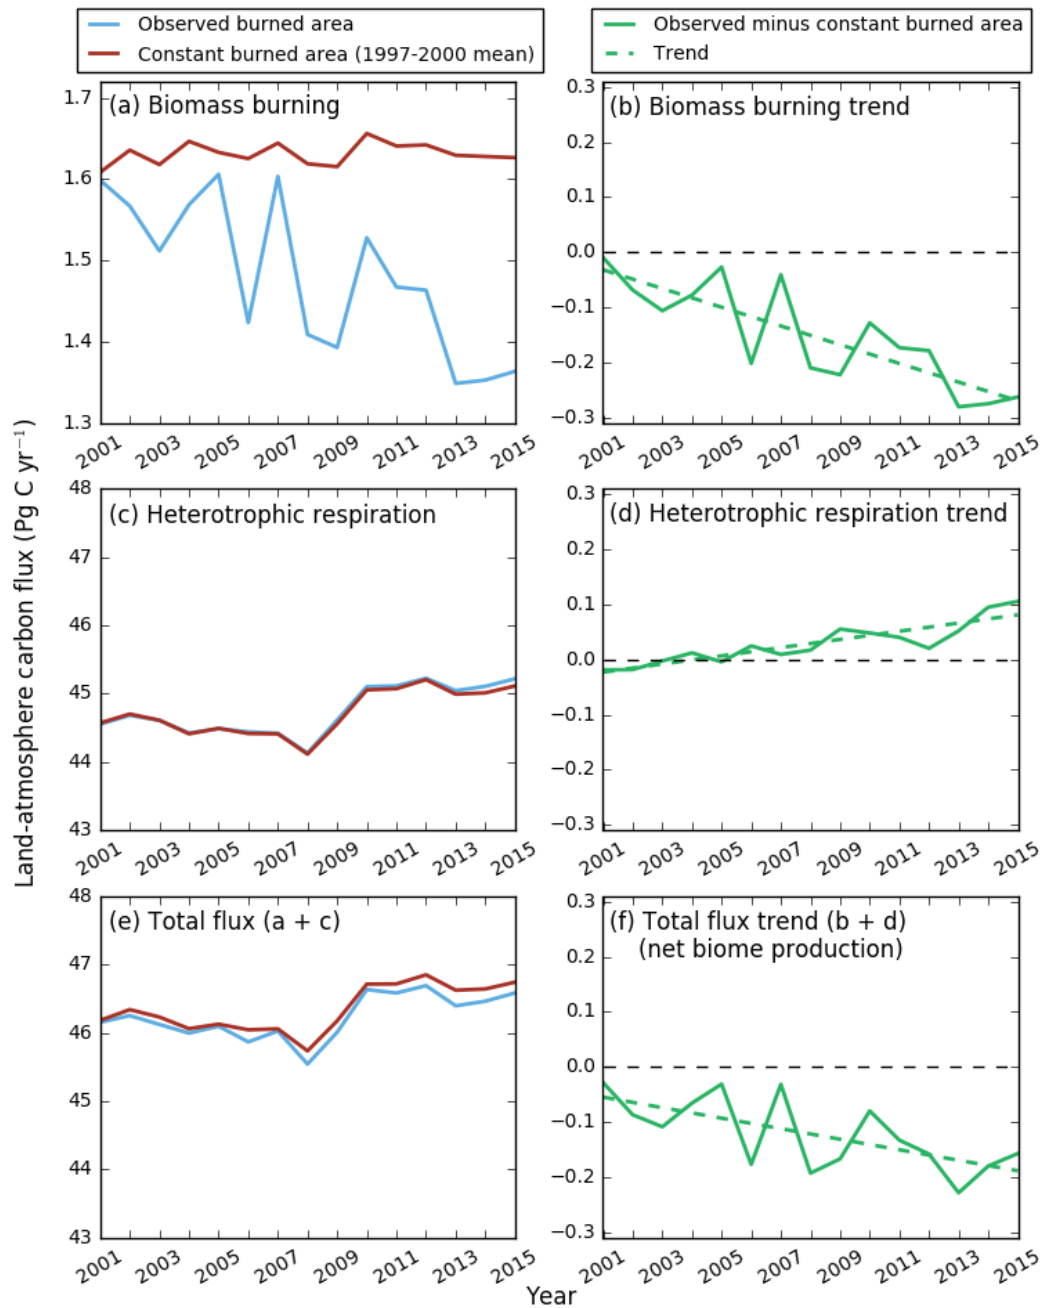 Observed burned area
Constant burned area (1997-2000 mean)
Observed minus constant burned area
Trend
(a) Biomass burning
1.7
1.6
1.5
1.4
1.3
2001 2003 2005 2007 2009 2011 2013 2015
(b) Biomass burning trend
0.3
0.2
0.1
0.0
−0.1
−0.2
−0.3
2001 2003 2005 2007 2009 2011 2013 2015
Land-atmosphere carbon flux (Pg C yr⁻¹)
(c) Heterotrophic respiration
48
47
46
45
44
43
2001 2003 2005 2007 2009 2011 2013 2015
(d) Heterotrophic respiration trend
0.3
0.2
0.1
0.0
−0.1
−0.2
−0.3
2001 2003 2005 2007 2009 2011 2013 2015
(e) Total flux (a + c)
48
47
46
45
44
43
2001 2003 2005 2007 2009 2011 2013 2015
(f) Total flux trend (b + d)
(net biome production)
0.3
0.2
0.1
0.0
−0.1
−0.2
−0.3
2001 2003 2005 2007 2009 2011 2013 2015
Year